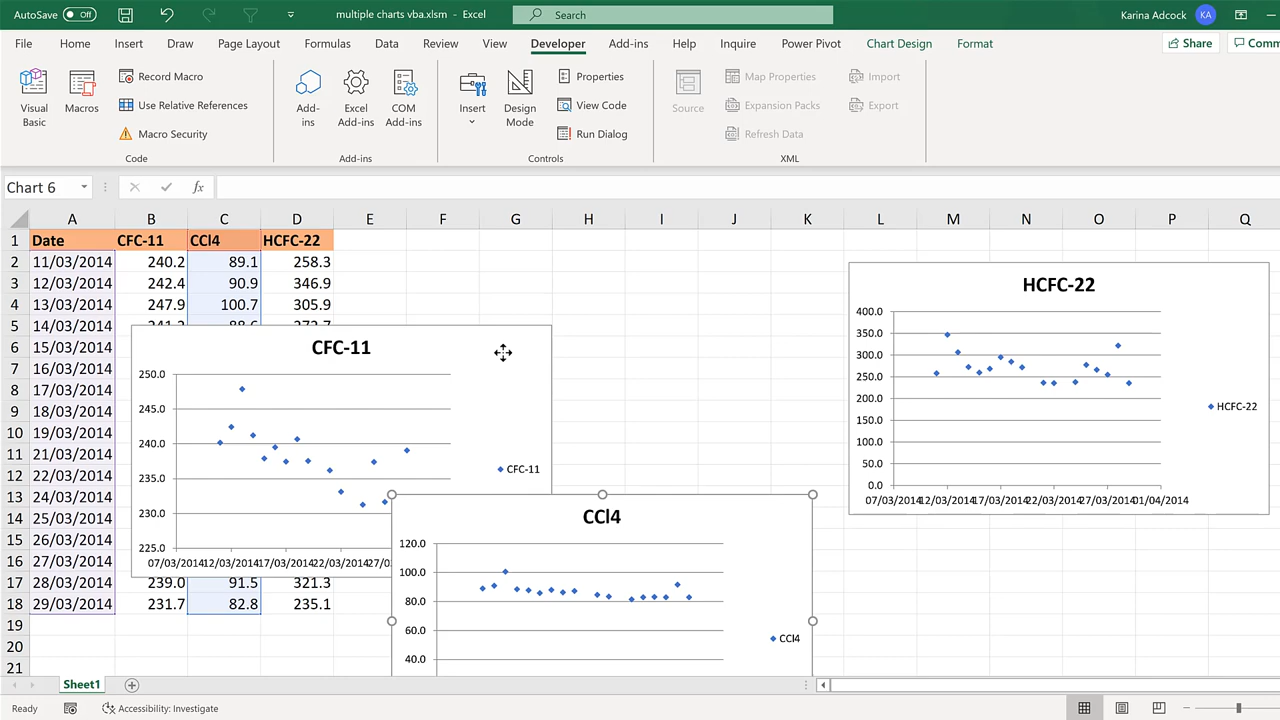 AutoSave Off multiple charts vba.xlsm - Excel Search Karina Adcock KA
File Home Insert Draw Page Layout Formulas Data Review View Developer Add-ins Help Inquire Power Pivot Chart Design Format Share Comm
Visual Basic
Macros
Record Macro
Use Relative References
Macro Security
Code
Add-ins
Excel Add-ins
COM Add-ins
Add-ins
Insert
Design Mode
Properties
View Code
Run Dialog
Controls
Source
Map Properties
Expansion Packs
Refresh Data
Import
Export
XML
Chart 6 fx
A B C D E F G H I J K L M N O P Q
1 Date CFC-11 CCl4 HCFC-22
2 11/03/2014 240.2 89.1 258.3
3 12/03/2014 242.4 90.9 346.9
4 13/03/2014 247.9 100.7 305.9
5 14/03/2014
6 15/03/2014
7 16/03/2014
8 17/03/2014
9 18/03/2014
10 19/03/2014
11 21/03/2014
12 22/03/2014
13 24/03/2014
14 25/03/2014
15 26/03/2014
16 27/03/2014
17 28/03/2014 239.0 91.5 321.3
18 29/03/2014 231.7 82.8 235.1
19
20
21
CFC-11
250.0
245.0
240.0
235.0
230.0
225.0
07/03/2014 12/03/2014 17/03/2014 22/03/2014 27/0
CFC-11
CCl4
120.0
100.0
80.0
60.0
40.0
CCl4
HCFC-22
400.0
350.0
300.0
250.0
200.0
150.0
100.0
50.0
0.0
07/03/2014 12/03/2014 17/03/2014 22/03/2014 27/03/2014 01/04/2014
HCFC-22
Sheet1
Ready Accessibility: Investigate